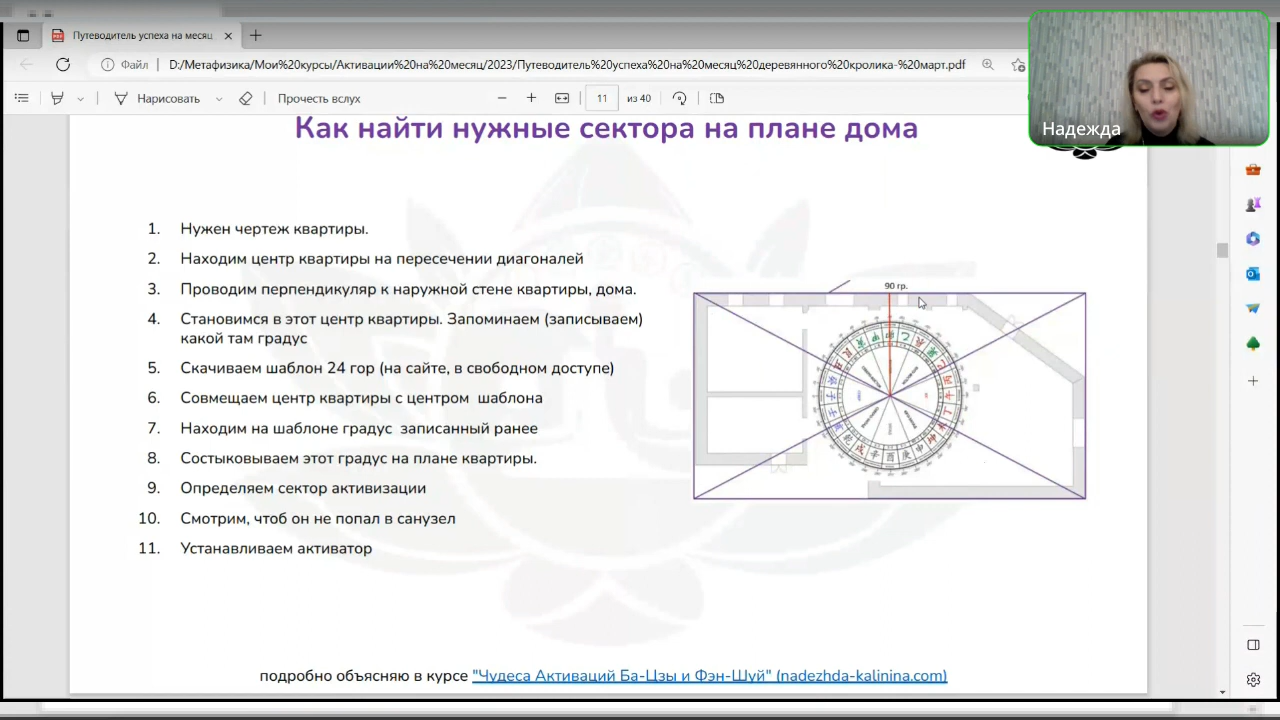 Путеводитель успеха на месяц
Файл
D:/Метафизика/Мои%20курсы/Активации%20на%20месяц/2023/Путеводитель%20успеха%20на%20месяц%20деревянного%20кролика-%20март.pdf
Нарисовать
Прочесть вслух
11
из 40
Надежда
Как найти нужные сектора на плане дома
1. Нужен чертеж квартиры.
2. Находим центр квартиры на пересечении диагоналей
3. Проводим перпендикуляр к наружной стене квартиры, дома.
4. Становимся в этот центр квартиры. Запоминаем (записываем)
какой там градус
5. Скачиваем шаблон 24 гор (на сайте, в свободном доступе)
6. Совмещаем центр квартиры с центром шаблона
7. Находим на шаблоне градус записанный ранее
8. Состыковываем этот градус на плане квартиры.
9. Определяем сектор активизации
10. Смотрим, чтоб он не попал в санузел
11. Устанавливаем активатор
90 гр.
подробно объясняю в курсе "Чудеса Активаций Ба-Цзы и Фэн-Шуй" (nadezhda-kalinina.com)